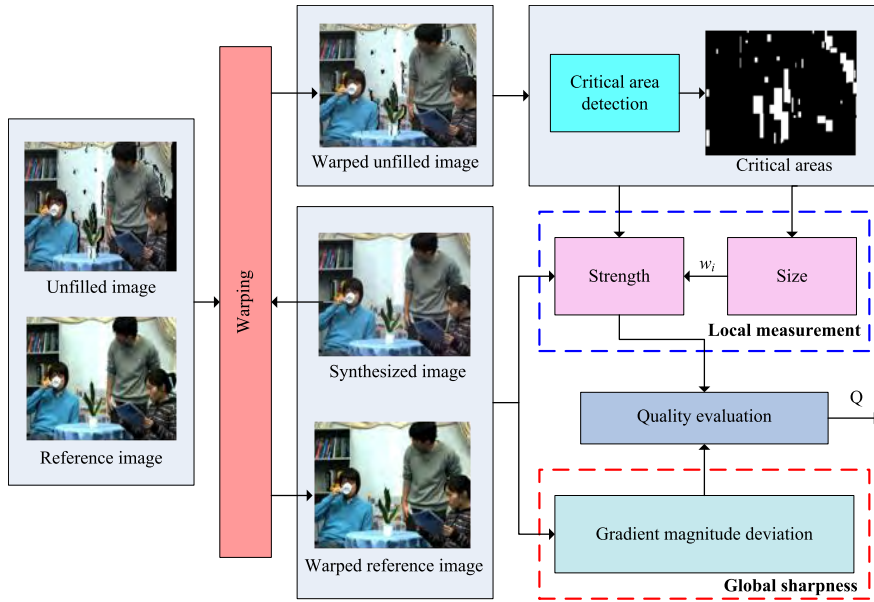 Unfilled image
Reference image
Warping
Warped unfilled image
Synthesized image
Warped reference image
Critical area
detection
Critical areas
Strength
w_i
Size
Local measurement
Quality evaluation
Q
Gradient magnitude deviation
Global sharpness